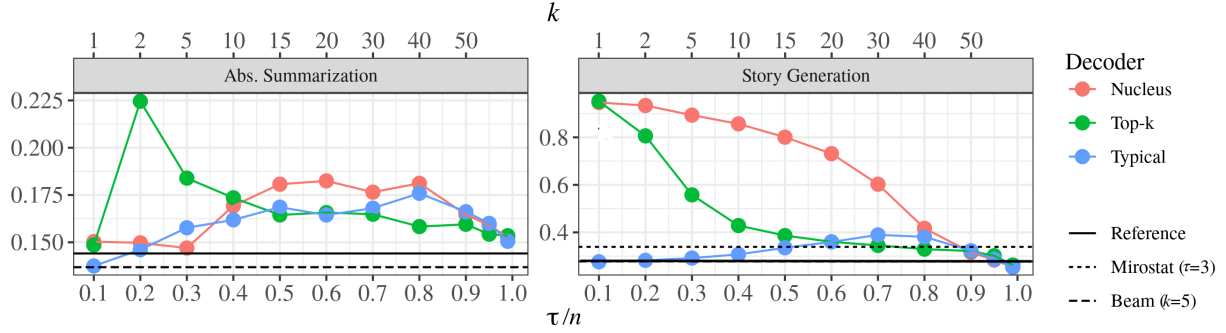 k
1 2 5 10 15 20 30 40 50
1 2 5 10 15 20 30 40 50
Abs. Summarization
Story Generation
0.225
0.200
0.175
0.150
0.8
0.6
0.4
0.1 0.2 0.3 0.4 0.5 0.6 0.7 0.8 0.9 1.0
0.1 0.2 0.3 0.4 0.5 0.6 0.7 0.8 0.9 1.0
τ/n
Decoder
Nucleus
Top-k
Typical
Reference
Mirostat (τ=3)
Beam (k=5)